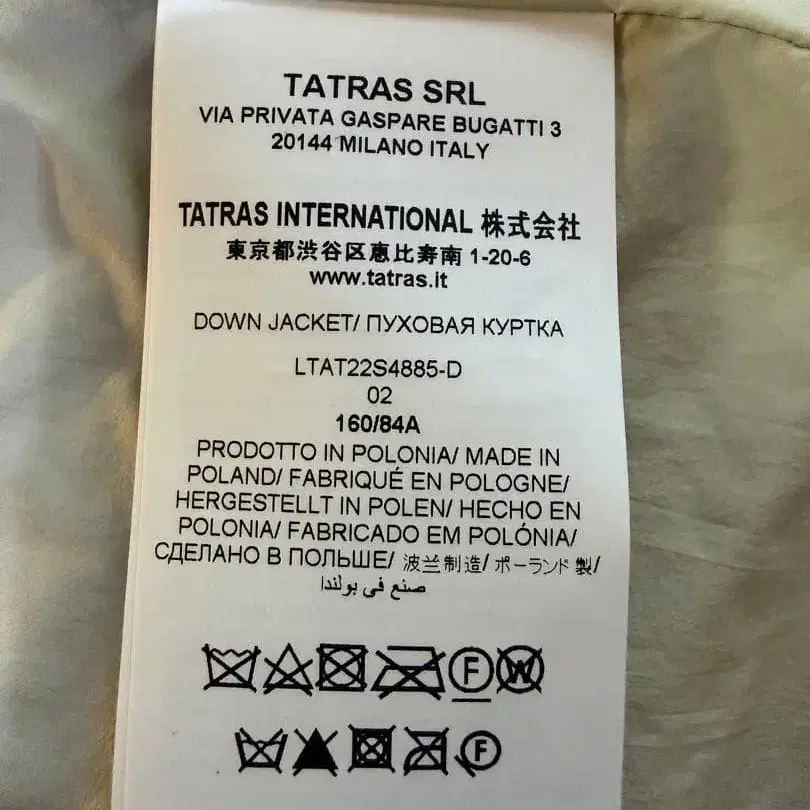 TATRAS SRL
VIA PRIVATA GASPARE BUGATTI 3
20144 MILANO ITALY
TATRAS INTERNATIONAL 株式会社
東京都渋谷区恵比寿南 1-20-6
www.tatras.it
DOWN JACKET/ ПУХОВАЯ КУРТКА
LTAT22S4885-D
02
160/84A
PRODOTTO IN POLONIA/ MADE IN
POLAND/ FABRIQUÉ EN POLOGNE/
HERGESTELLT IN POLEN/ HECHO EN
POLONIA/ FABRICADO EM POLÓNIA/
СДЕЛАНО В ПОЛЬШЕ/ 波兰制造/ ポーランド製/
صنع في بولندا
F W
F